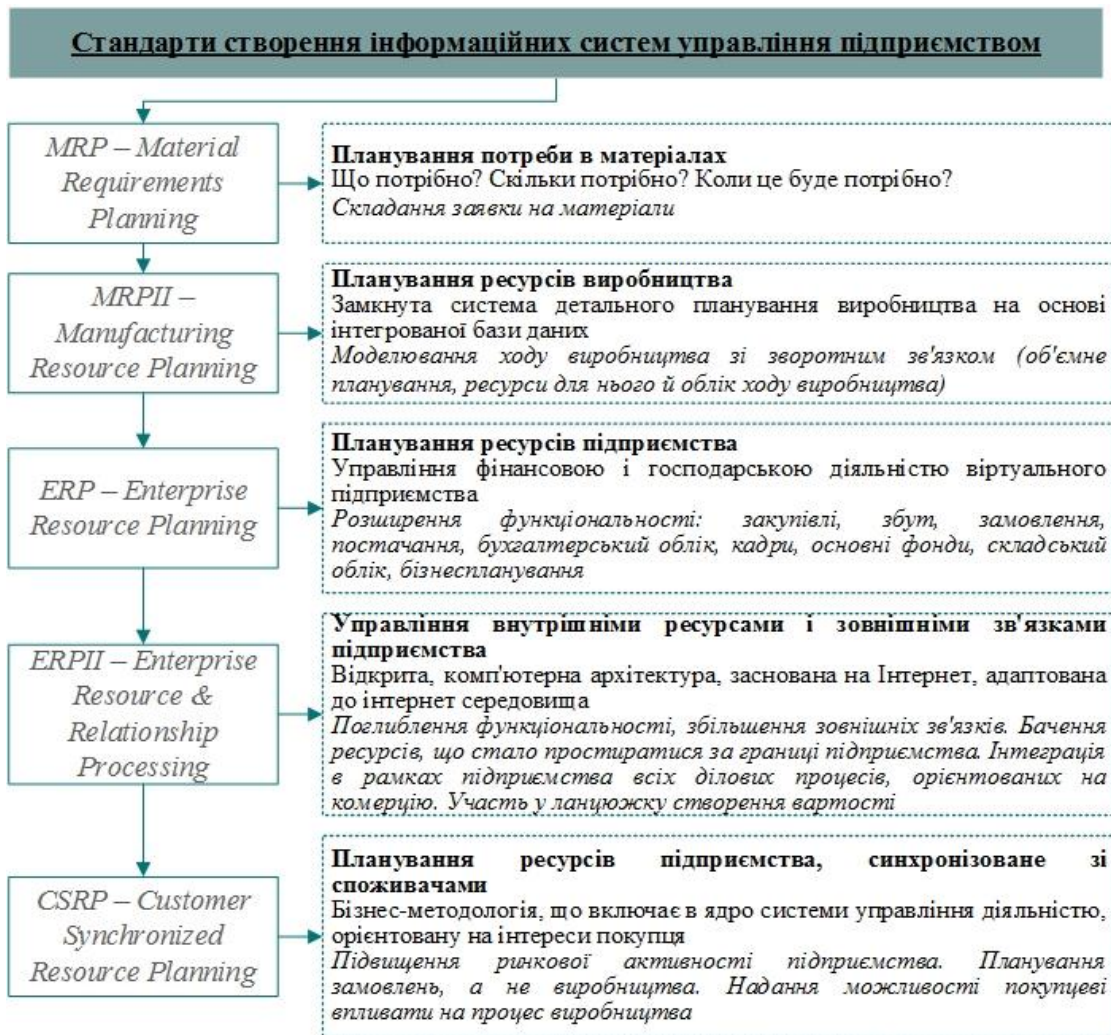 Стандарти створення інформаційних систем управління підприємством
MRP – Material
Requirements
Planning
Планування потреби в матеріалах
Що потрібно? Скільки потрібно? Коли це буде потрібно?
Складання заявки на матеріали
MRPII –
Manufacturing
Resource Planning
Планування ресурсів виробництва
Замкнута система детального планування виробництва на основі
інтегрованої бази даних
Моделювання ходу виробництва зі зворотним зв'язком (об'ємне
планування, ресурси для нього й облік ходу виробництва)
ERP – Enterprise
Resource Planning
Планування ресурсів підприємства
Управління фінансовою і господарською діяльністю віртуального
підприємства
Розширення функціональності: закупівлі, збут, замовлення,
постачання, бухгалтерський облік, кадри, основні фонди, складський
облік, бізнеспланування
ERPII – Enterprise
Resource &
Relationship
Processing
Управління внутрішніми ресурсами і зовнішніми зв'язками
підприємства
Відкрита, комп'ютерна архітектура, заснована на Інтернет, адаптована
до інтернет середовища
Поглиблення функціональності, збільшення зовнішніх зв'язків. Бачення
ресурсів, що стало простиратися за границі підприємства. Інтеграція
в рамках підприємства всіх ділових процесів, орієнтованих на
комерцію. Участь у ланцюжку створення вартості
CSRP – Customer
Synchronized
Resource Planning
Планування ресурсів підприємства, синхронізоване зі
споживачами
Бізнес-методологія, що включає в ядро системи управління діяльністю,
орієнтовану на інтереси покупця
Підвищення ринкової активності підприємства. Планування
замовлень, а не виробництва. Надання можливості покупцеві
впливати на процес виробництва